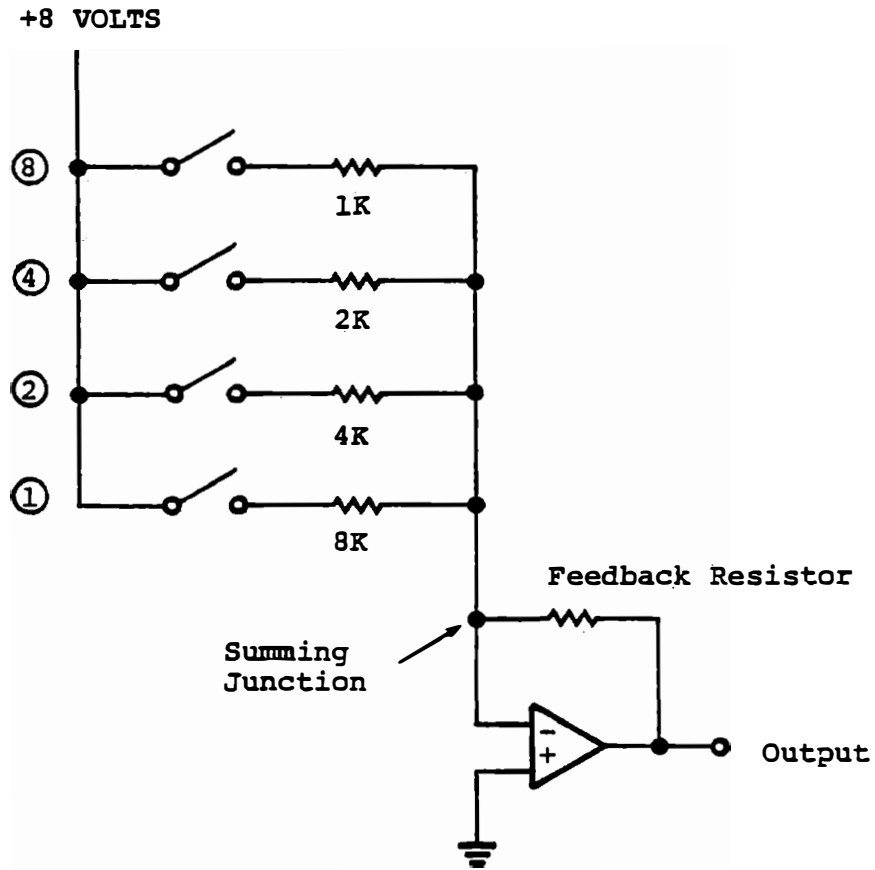 +8 VOLTS
8
1K
4
2K
2
4K
1
8K
Feedback Resistor
Summing
Junction
-
+
Output